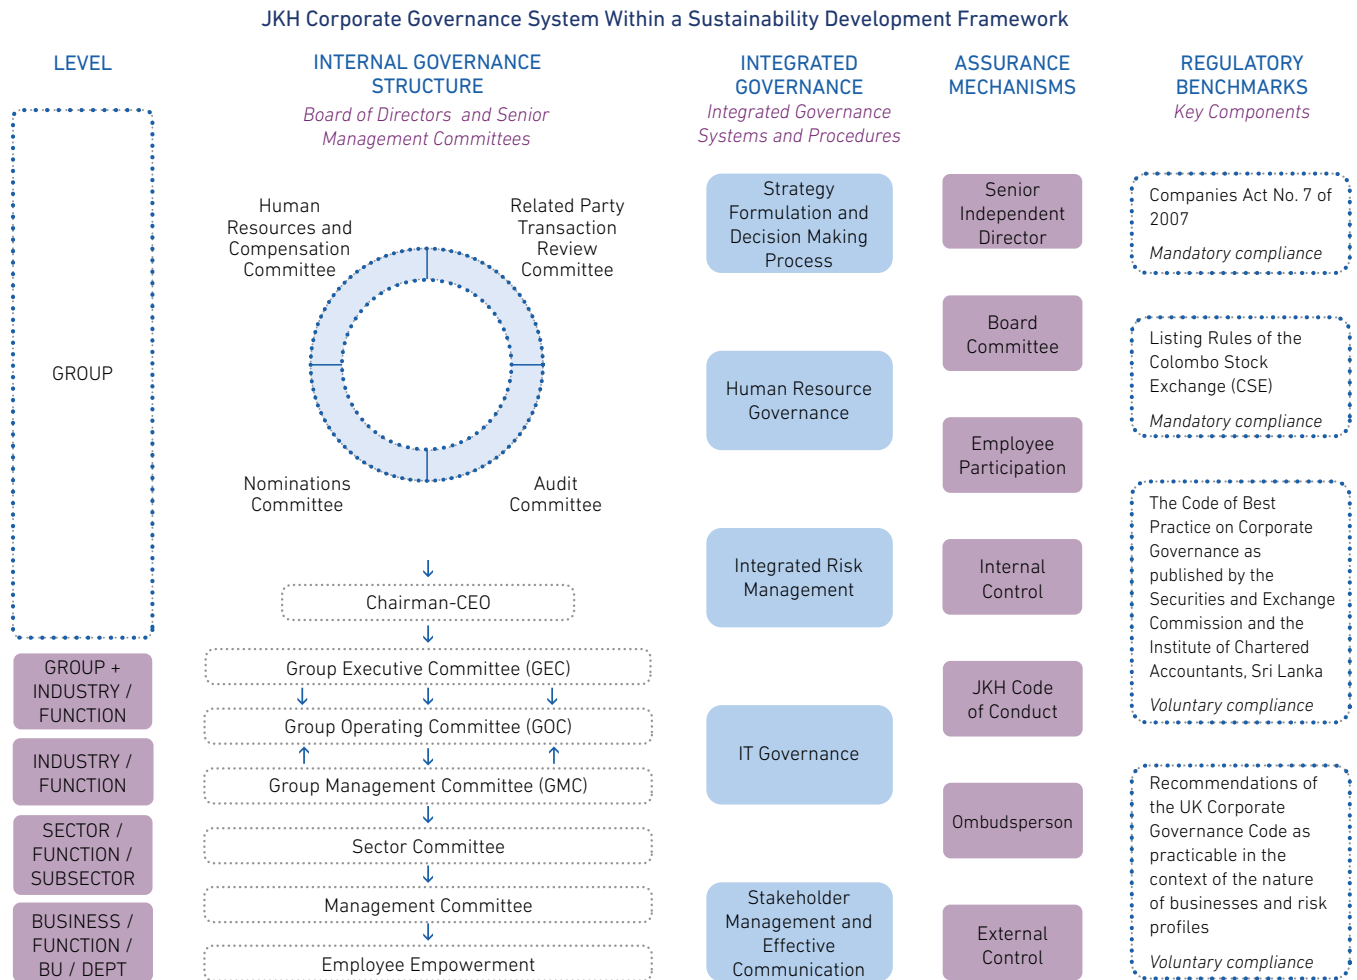 JKH Corporate Governance System Within a Sustainability Development Framework
LEVEL
GROUP
GROUP +
INDUSTRY /
FUNCTION
INDUSTRY /
FUNCTION
SECTOR /
FUNCTION /
SUBSECTOR
BUSINESS /
FUNCTION /
BU / DEPT
INTERNAL GOVERNANCE
STRUCTURE
Board of Directors and Senior
Management Committees
Human
Resources and
Compensation
Committee
Related Party
Transaction
Review
Committee
Nominations
Committee
Audit
Committee
Chairman-CEO
Group Executive Committee (GEC)
Group Operating Committee (GOC)
Group Management Committee (GMC)
Sector Committee
Management Committee
Employee Empowerment
INTEGRATED
GOVERNANCE
Integrated Governance
Systems and Procedures
Strategy
Formulation and
Decision Making
Process
Human Resource
Governance
Integrated Risk
Management
IT Governance
Stakeholder
Management and
Effective
Communication
ASSURANCE
MECHANISMS
Senior
Independent
Director
Board
Committee
Employee
Participation
Internal
Control
JKH Code
of Conduct
Ombudsperson
External
Control
REGULATORY
BENCHMARKS
Key Components
Companies Act No. 7 of
2007
Mandatory compliance
Listing Rules of the
Colombo Stock
Exchange (CSE)
Mandatory compliance
The Code of Best
Practice on Corporate
Governance as
published by the
Securities and Exchange
Commission and the
Institute of Chartered
Accountants, Sri Lanka
Voluntary compliance
Recommendations of
the UK Corporate
Governance Code as
practicable in the
context of the nature
of businesses and risk
profiles
Voluntary compliance